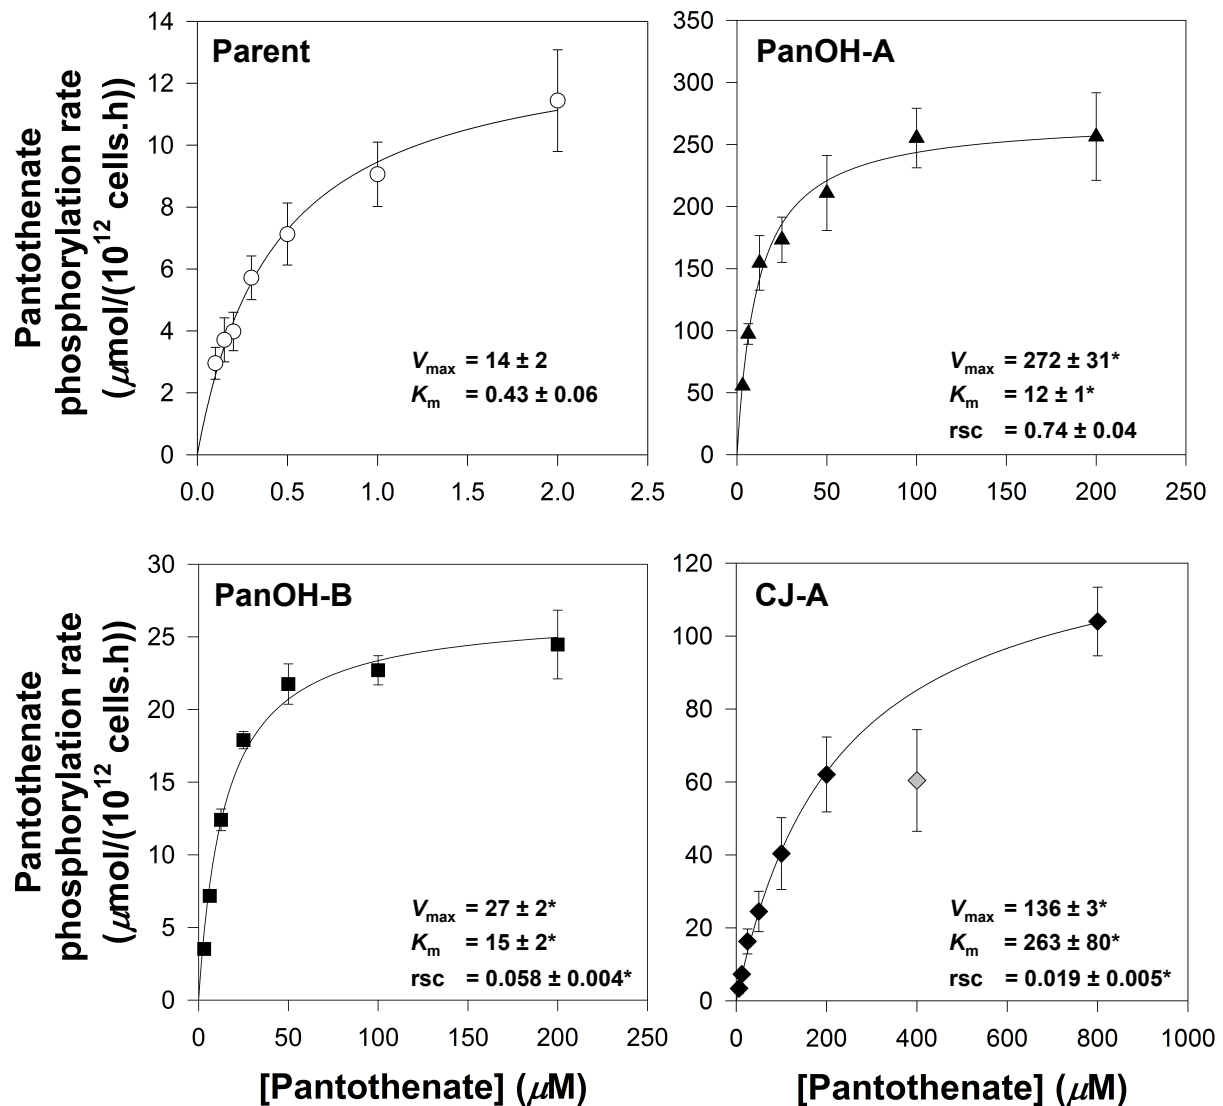 Pantothenate
phosphorylation rate
(μmol/(10¹² cells.h))
14
12
10
8
6
4
2
0
Parent
Vmax = 14 ± 2
Km = 0.43 ± 0.06
0.0 0.5 1.0 1.5 2.0 2.5
350
300
250
200
150
100
50
0
PanOH-A
Vmax = 272 ± 31*
Km = 12 ± 1*
rsc = 0.74 ± 0.04
0 50 100 150 200 250
Pantothenate
phosphorylation rate
(μmol/(10¹² cells.h))
30
25
20
15
10
5
0
PanOH-B
Vmax = 27 ± 2*
Km = 15 ± 2*
rsc = 0.058 ± 0.004*
0 50 100 150 200 250
[Pantothenate] (μM)
120
100
80
60
40
20
0
CJ-A
Vmax = 136 ± 3*
Km = 263 ± 80*
rsc = 0.019 ± 0.005*
0 200 400 600 800 1000
[Pantothenate] (μM)